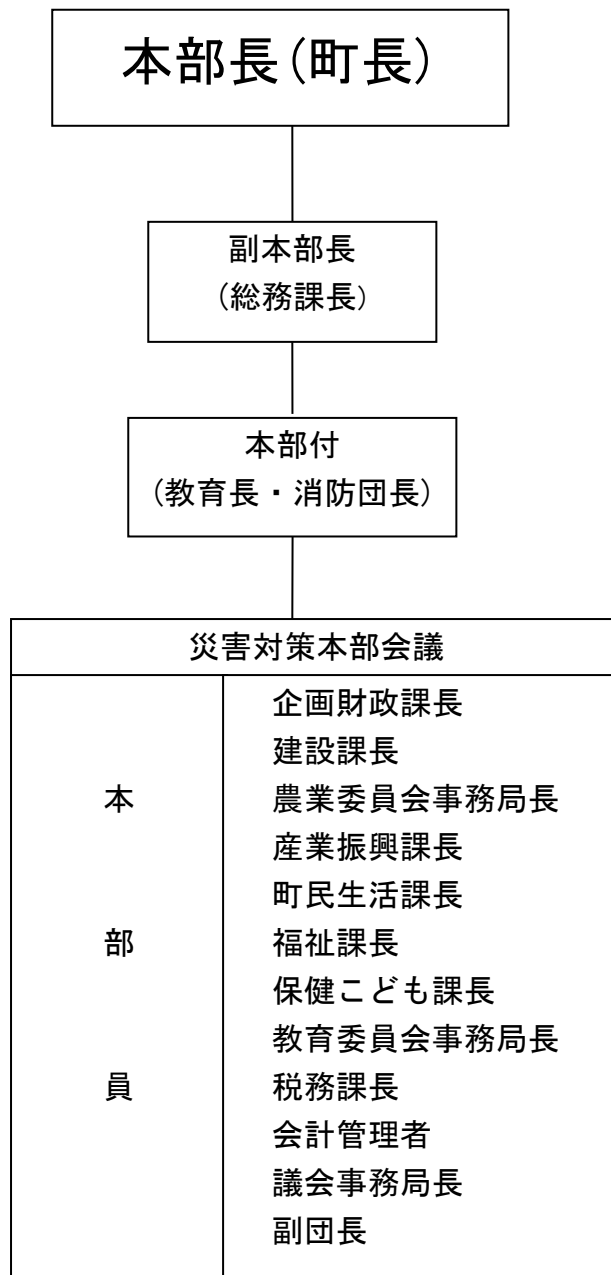 本部長(町長)
副本部長
(総務課長)
本部付
(教育長・消防団長)
災害対策本部会議
本部員
企画財政課長
建設課長
農業委員会事務局長
産業振興課長
町民生活課長
福祉課長
保健こども課長
教育委員会事務局長
税務課長
会計管理者
議会事務局長
副団長